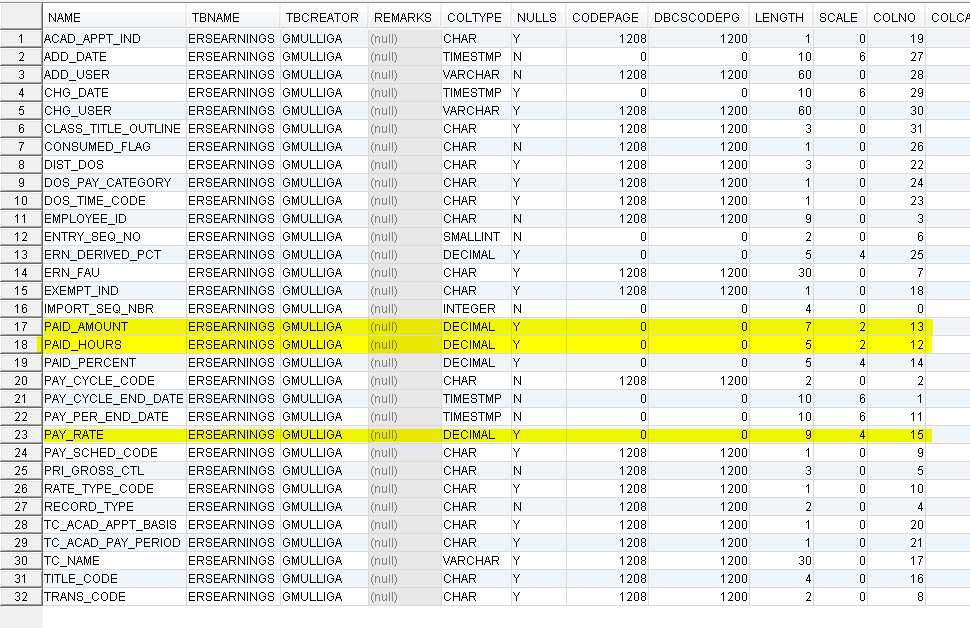 NAME TBNAME TBCREATOR REMARKS COLTYPE NULLS CODEPAGE DBCSCODEPG LENGTH SCALE COLNO COLCA
1 ACAD_APPT_IND ERSEARNINGS GMULLIGA (null) CHAR Y 1208 1200 1 0 19
2 ADD_DATE ERSEARNINGS GMULLIGA (null) TIMESTMP N 0 0 10 6 27
3 ADD_USER ERSEARNINGS GMULLIGA (null) VARCHAR N 1208 1200 60 0 28
4 CHG_DATE ERSEARNINGS GMULLIGA (null) TIMESTMP Y 0 0 10 6 29
5 CHG_USER ERSEARNINGS GMULLIGA (null) VARCHAR Y 1208 1200 60 0 30
6 CLASS_TITLE_OUTLINE ERSEARNINGS GMULLIGA (null) CHAR Y 1208 1200 3 0 31
7 CONSUMED_FLAG ERSEARNINGS GMULLIGA (null) CHAR N 1208 1200 1 0 26
8 DIST_DOS ERSEARNINGS GMULLIGA (null) CHAR Y 1208 1200 3 0 22
9 DOS_PAY_CATEGORY ERSEARNINGS GMULLIGA (null) CHAR Y 1208 1200 1 0 24
10 DOS_TIME_CODE ERSEARNINGS GMULLIGA (null) CHAR Y 1208 1200 1 0 23
11 EMPLOYEE_ID ERSEARNINGS GMULLIGA (null) CHAR N 1208 1200 9 0 3
12 ENTRY_SEQ_NO ERSEARNINGS GMULLIGA (null) SMALLINT N 0 0 2 0 6
13 ERN_DERIVED_PCT ERSEARNINGS GMULLIGA (null) DECIMAL Y 0 0 5 4 25
14 ERN_FAU ERSEARNINGS GMULLIGA (null) CHAR Y 1208 1200 30 0 7
15 EXEMPT_IND ERSEARNINGS GMULLIGA (null) CHAR Y 1208 1200 1 0 18
16 IMPORT_SEQ_NBR ERSEARNINGS GMULLIGA (null) INTEGER N 0 0 4 0 0
17 PAID_AMOUNT ERSEARNINGS GMULLIGA (null) DECIMAL Y 0 0 7 2 13
18 PAID_HOURS ERSEARNINGS GMULLIGA (null) DECIMAL Y 0 0 5 2 12
19 PAID_PERCENT ERSEARNINGS GMULLIGA (null) DECIMAL Y 0 0 5 4 14
20 PAY_CYCLE_CODE ERSEARNINGS GMULLIGA (null) CHAR N 1208 1200 2 0 2
21 PAY_CYCLE_END_DATE ERSEARNINGS GMULLIGA (null) TIMESTMP N 0 0 10 6 1
22 PAY_PER_END_DATE ERSEARNINGS GMULLIGA (null) TIMESTMP N 0 0 10 6 11
23 PAY_RATE ERSEARNINGS GMULLIGA (null) DECIMAL Y 0 0 9 4 15
24 PAY_SCHED_CODE ERSEARNINGS GMULLIGA (null) CHAR Y 1208 1200 1 0 9
25 PRI_GROSS_CTL ERSEARNINGS GMULLIGA (null) CHAR N 1208 1200 3 0 5
26 RATE_TYPE_CODE ERSEARNINGS GMULLIGA (null) CHAR Y 1208 1200 1 0 10
27 RECORD_TYPE ERSEARNINGS GMULLIGA (null) CHAR N 1208 1200 2 0 4
28 TC_ACAD_APPT_BASIS ERSEARNINGS GMULLIGA (null) CHAR Y 1208 1200 1 0 20
29 TC_ACAD_PAY_PERIOD ERSEARNINGS GMULLIGA (null) CHAR Y 1208 1200 1 0 21
30 TC_NAME ERSEARNINGS GMULLIGA (null) VARCHAR Y 1208 1200 30 0 17
31 TITLE_CODE ERSEARNINGS GMULLIGA (null) CHAR Y 1208 1200 4 0 16
32 TRANS_CODE ERSEARNINGS GMULLIGA (null) CHAR Y 1208 1200 2 0 8